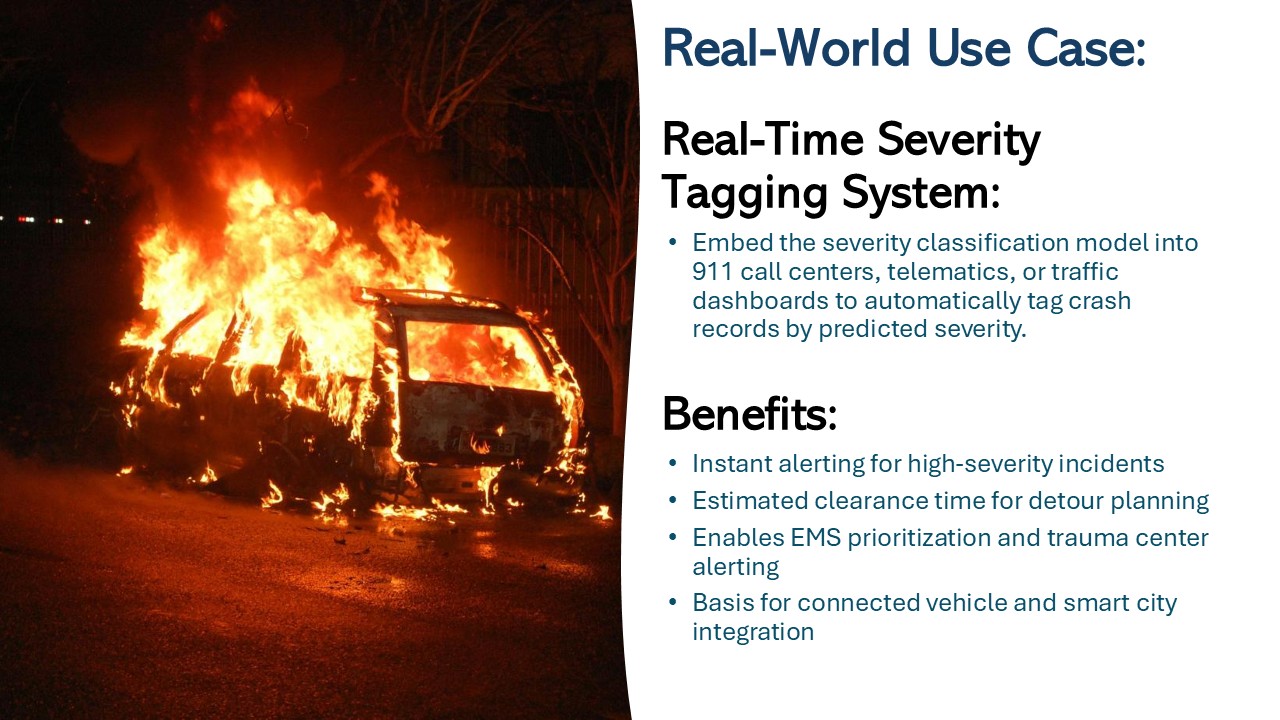 Real-World Use Case:
Real-Time Severity
Tagging System:
• Embed the severity classification model into
911 call centers, telematics, or traffic
dashboards to automatically tag crash
records by predicted severity.
Benefits:
• Instant alerting for high-severity incidents
• Estimated clearance time for detour planning
• Enables EMS prioritization and trauma center
alerting
• Basis for connected vehicle and smart city
integration